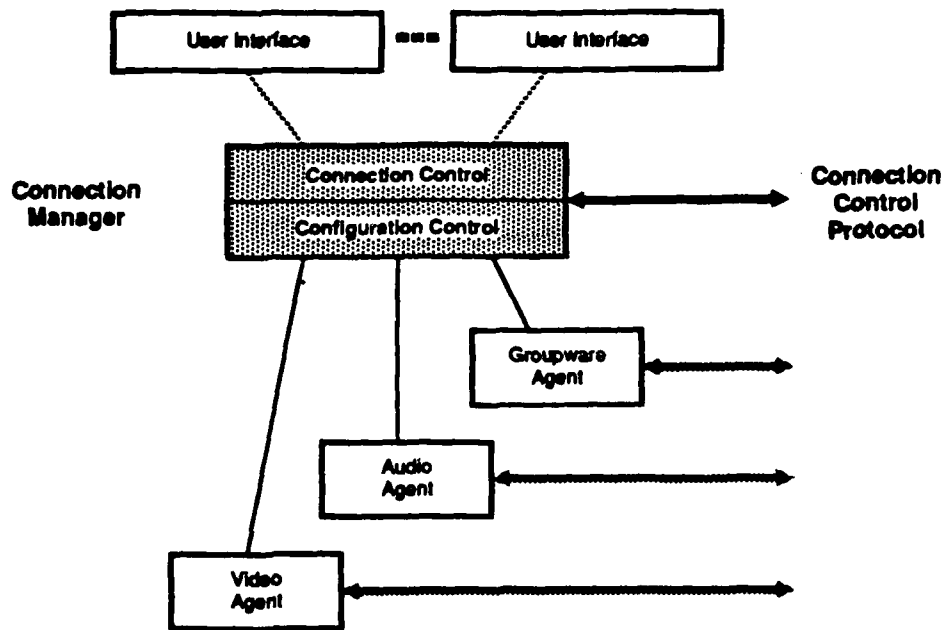 User Interface
User Interface
Connection Control
Connection
Manager
Configuration Control
Connection
Control
Protocol
Groupware
Agent
Audio
Agent
Video
Agent